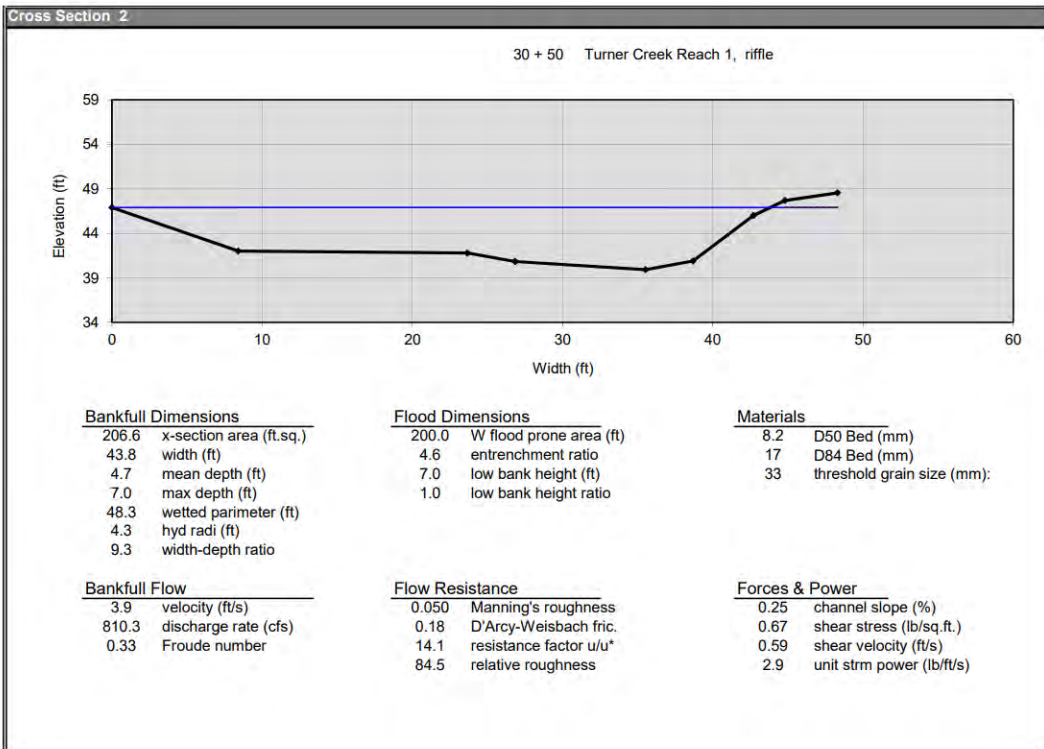 Cross Section 2
30 + 50 Turner Creek Reach 1, riffle
59
54
49
44
39
34
Elevation (ft)
0 10 20 30 40 50 60
Width (ft)
Bankfull Dimensions
206.6 x-section area (ft.sq.)
43.8 width (ft)
4.7 mean depth (ft)
7.0 max depth (ft)
48.3 wetted parimeter (ft)
4.3 hyd radi (ft)
9.3 width-depth ratio
Flood Dimensions
200.0 W flood prone area (ft)
4.6 entrenchment ratio
7.0 low bank height (ft)
1.0 low bank height ratio
Materials
8.2 D50 Bed (mm)
17 D84 Bed (mm)
33 threshold grain size (mm):
Bankfull Flow
3.9 velocity (ft/s)
810.3 discharge rate (cfs)
0.33 Froude number
Flow Resistance
0.050 Manning's roughness
0.18 D'Arcy-Weisbach fric.
14.1 resistance factor u/u*
84.5 relative roughness
Forces & Power
0.25 channel slope (%)
0.67 shear stress (lb/sq.ft.)
0.59 shear velocity (ft/s)
2.9 unit strm power (lb/ft/s)